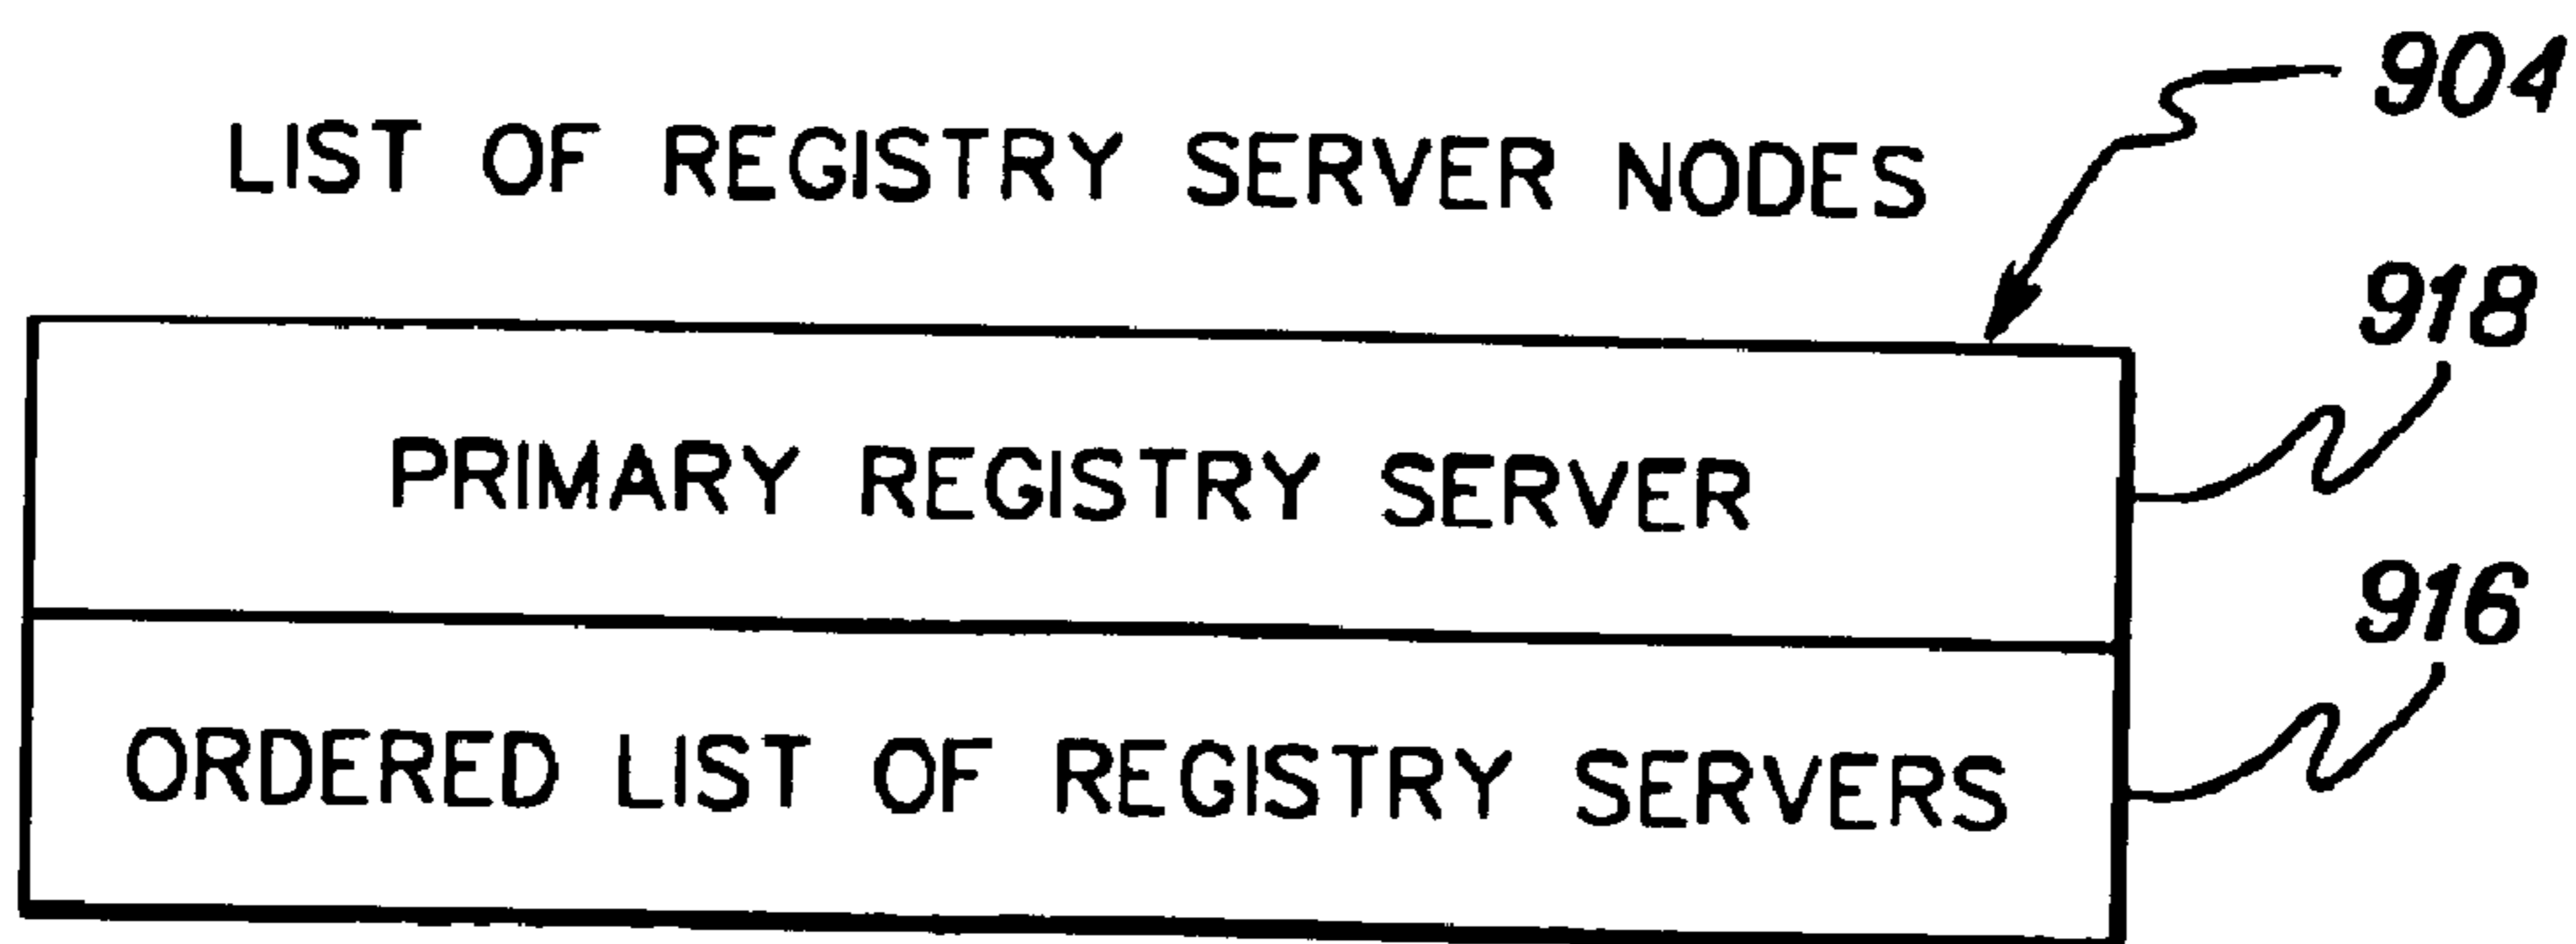 904
LIST OF REGISTRY SERVER NODES
918
PRIMARY REGISTRY SERVER
916
ORDERED LIST OF REGISTRY SERVERS